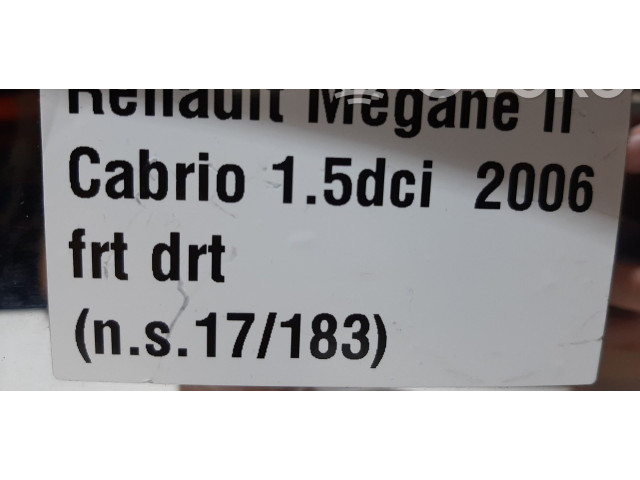 Renault Megane II
Cabrio 1.5dci 2006
frt drt
(n.s.17/183)